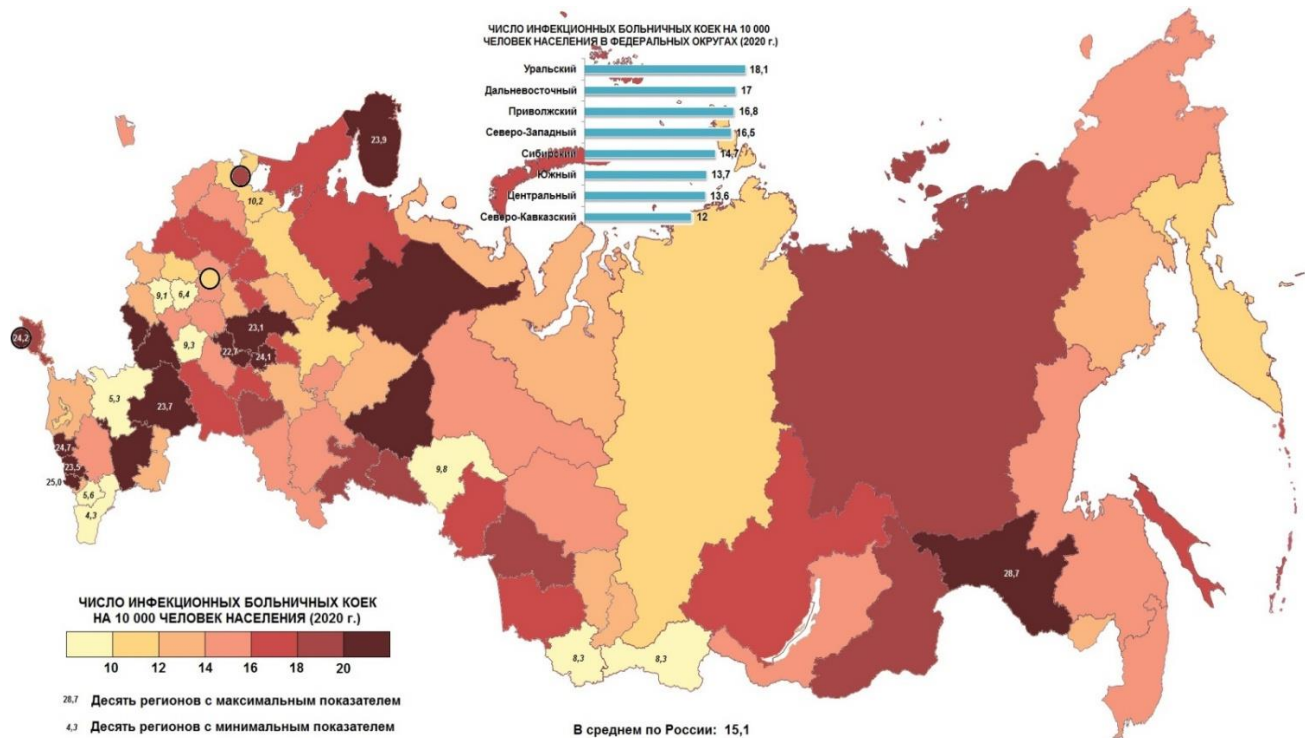 ЧИСЛО ИНФЕКЦИОННЫХ БОЛЬНИЧНЫХ КОЕК НА 10 000
ЧЕЛОВЕК НАСЕЛЕНИЯ В ФЕДЕРАЛЬНЫХ ОКРУГАХ (2020 г.)
Уральский 18,1
Дальневосточный 17
Приволжский 16,8
Северо-Западный 16,5
Сибирский 14,7
Южный 13,7
Центральный 13,6
Северо-Кавказский 12
23,9
10,2
9,1 6,4
23,1
24,2
9,3
22,7 24,1
5,3
23,7
24,7
23,5
9,8
25,0
5,6
4,3
28,7
8,3 8,3
ЧИСЛО ИНФЕКЦИОННЫХ БОЛЬНИЧНЫХ КОЕК
НА 10 000 ЧЕЛОВЕК НАСЕЛЕНИЯ (2020 г.)
10 12 14 16 18 20
28,7 Десять регионов с максимальным показателем
4,3 Десять регионов с минимальным показателем
В среднем по России: 15,1